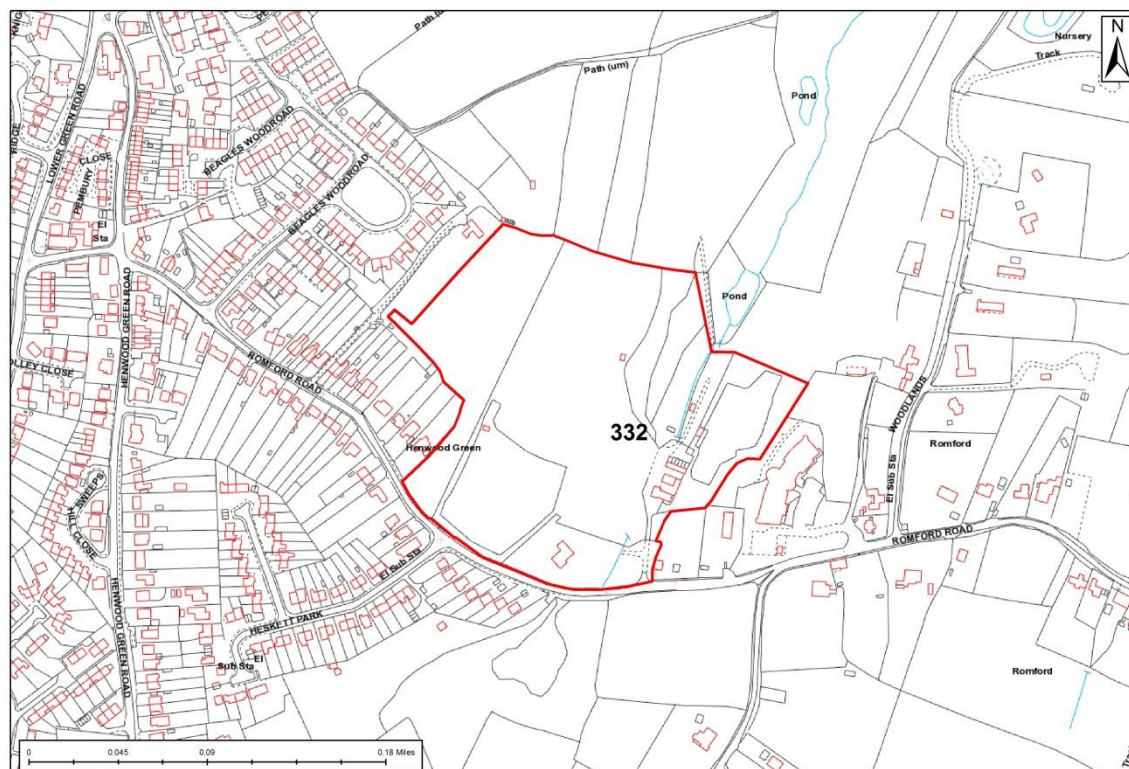 N
Nursery
Track
Path (um)
Pond
LOWER GREEN ROAD
PEMBURY
CLOSE
BEAGLES WOOD ROAD
BEAGLES WOOD ROAD
El
Sta
RIDGE
HENWOOD GREEN ROAD
ROMFORD ROAD
Pond
WOODLANDS
332
Henwood Green
Romford
El Sub Sta
SWEEPS
HILL CLOSE
El Sub Sta
ROMFORD ROAD
HESKETT PARK
El
Sub Sta
HENWOOD GREEN ROAD
Romford
0 0.045 0.09 0.18 Miles